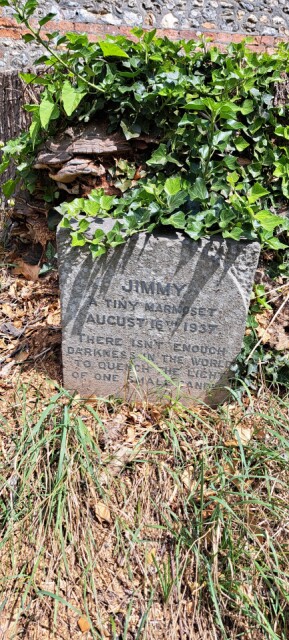 JIMMY
A TINY MARMOSET
AUGUST 16TH 1937
THERE ISN'T ENOUGH
DARKNESS IN THE WORLD
TO QUENCH THE LIGHT
OF ONE SMALL CANDLE